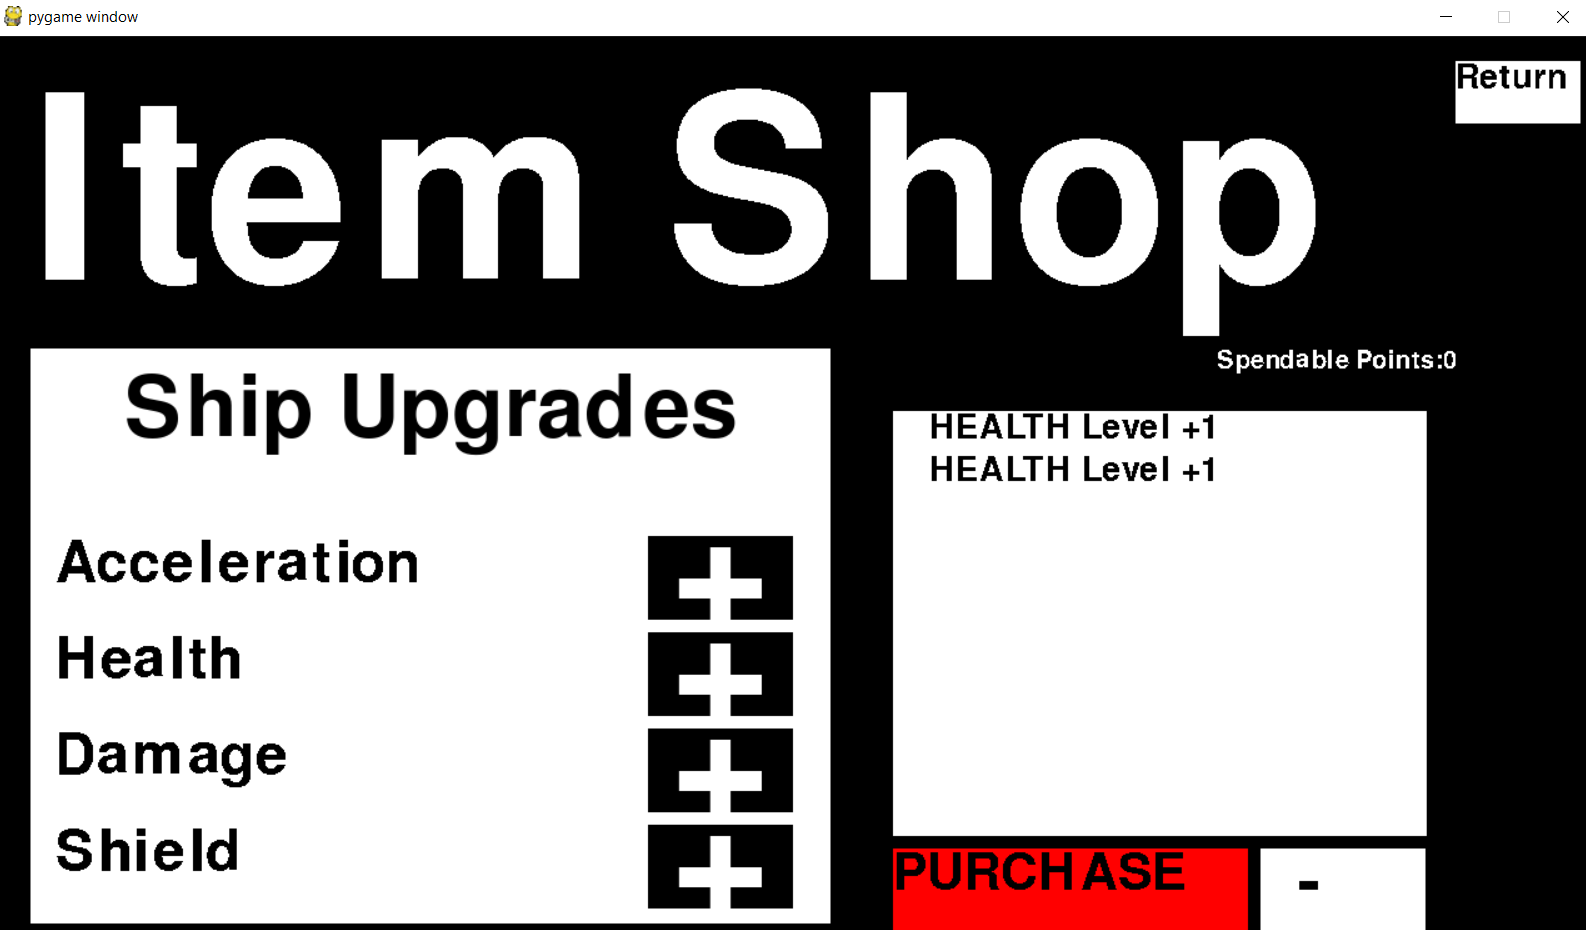 pygame window
Return
Item Shop
Spendable Points:0
Ship Upgrades
Acceleration +
Health +
Damage +
Shield +
HEALTH Level +1
HEALTH Level +1
PURCHASE
-